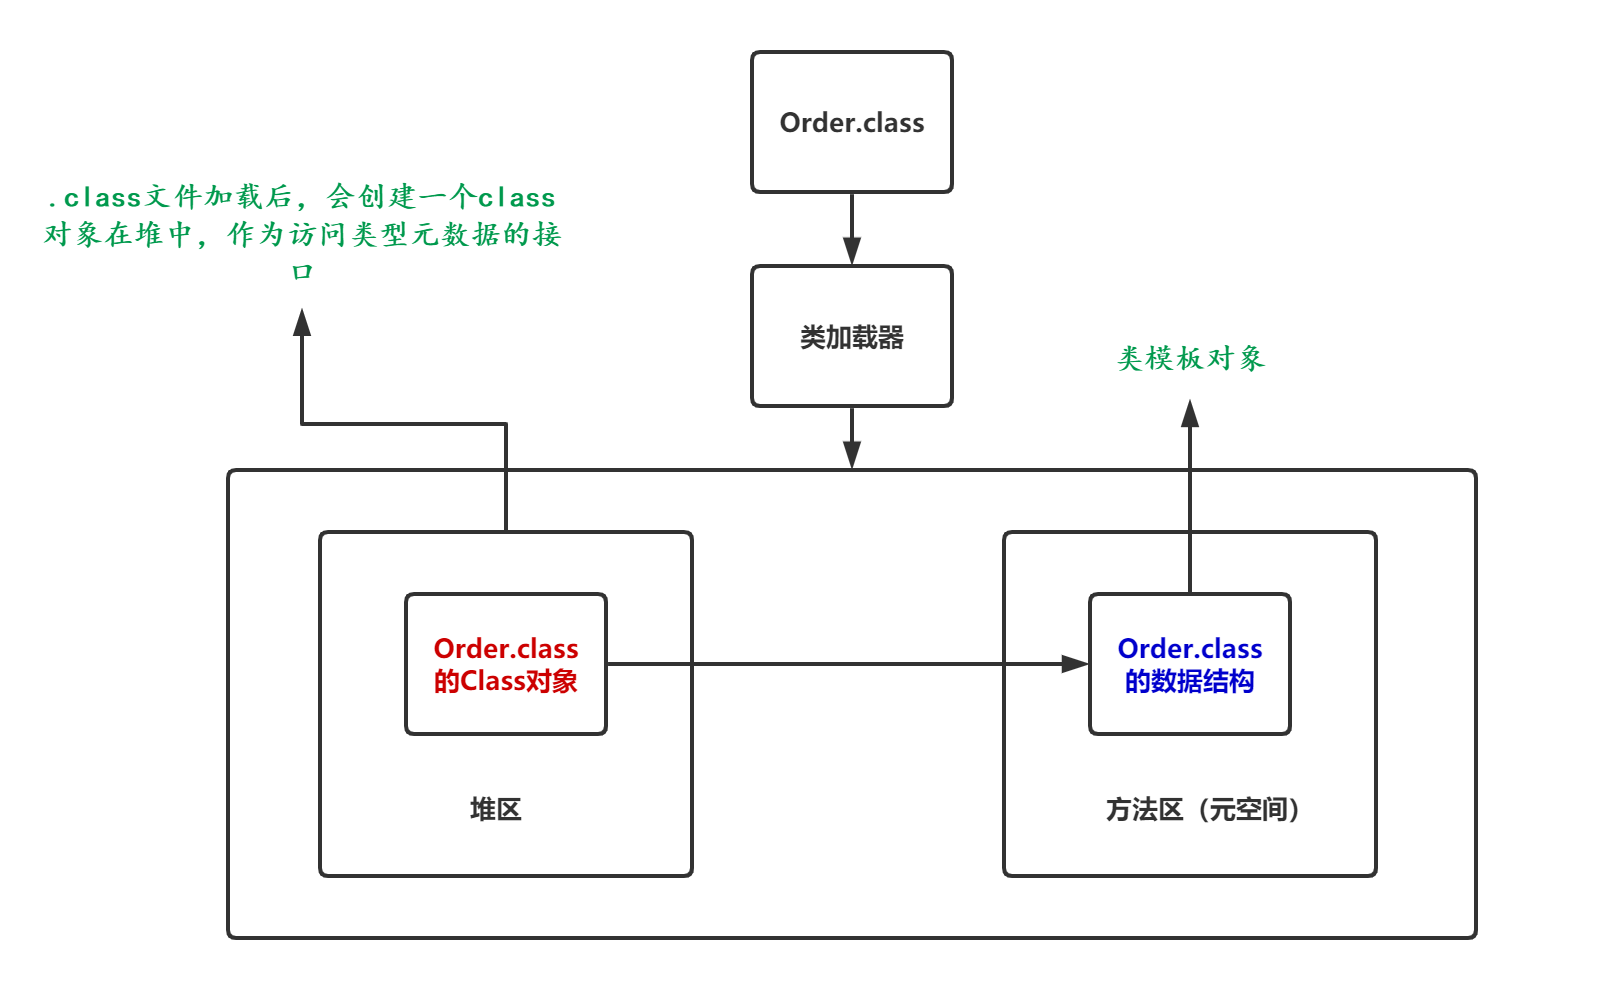 Order.class
.class文件加载后，会创建一个class
对象在堆中，作为访问类型元数据的接
口
类加载器
类模板对象
Order.class
的Class对象
Order.class
的数据结构
堆区
方法区（元空间）